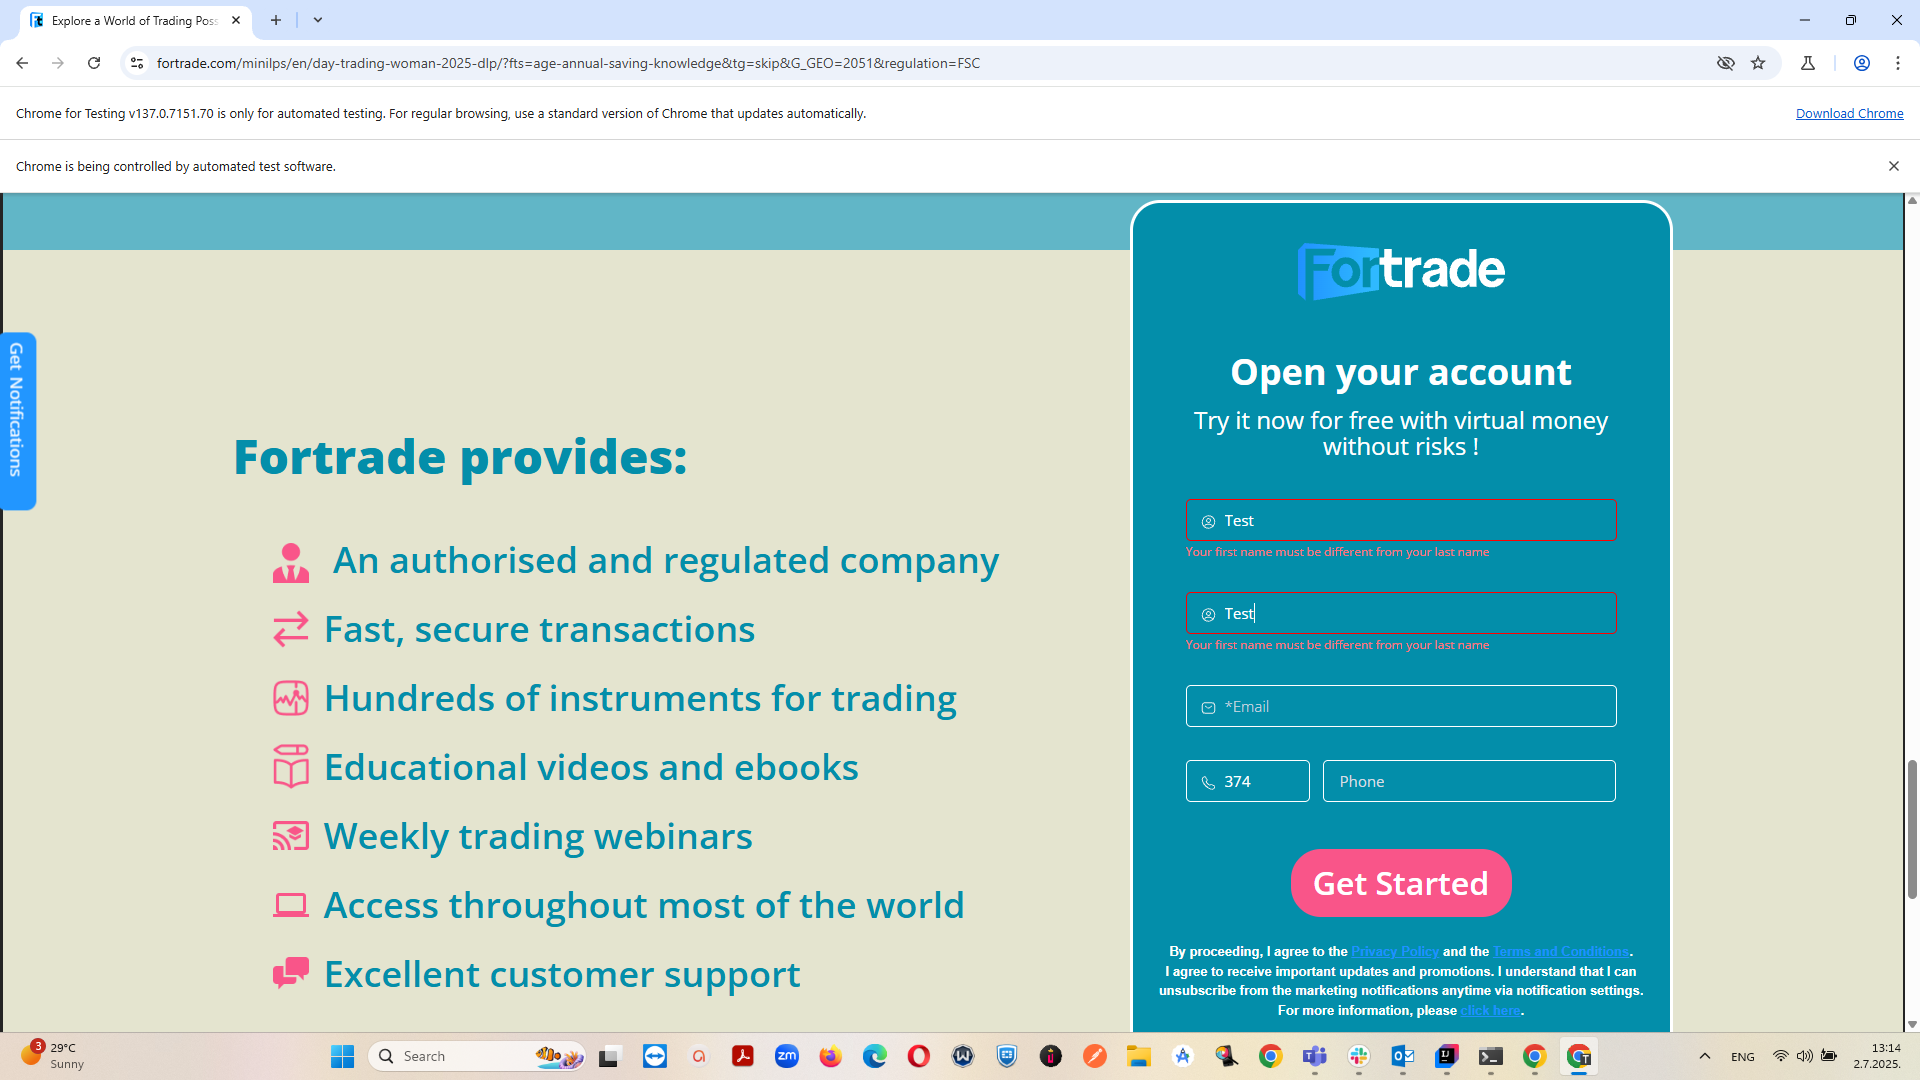 Explore a World of Trading Poss
fortrade.com/minilps/en/day-trading-woman-2025-dlp/?fts=age-annual-saving-knowledge&tg=skip&G_GEO=2051&regulation=FSC
Chrome for Testing v137.0.7151.70 is only for automated testing. For regular browsing, use a standard version of Chrome that updates automatically.
Download Chrome
Chrome is being controlled by automated test software.
Get Notifications
Fortrade provides:
An authorised and regulated company
Fast, secure transactions
Hundreds of instruments for trading
Educational videos and ebooks
Weekly trading webinars
Access throughout most of the world
Excellent customer support
Fortrade
Open your account
Try it now for free with virtual money
without risks !
Test
Your first name must be different from your last name
Test
Your first name must be different from your last name
*Email
374
Phone
Get Started
By proceeding, I agree to the Privacy Policy and the Terms and Conditions.
I agree to receive important updates and promotions. I understand that I can
unsubscribe from the marketing notifications anytime via notification settings.
For more information, please click here.
3
29°C
Sunny
Search
zm
ENG
13:14
2.7.2025.